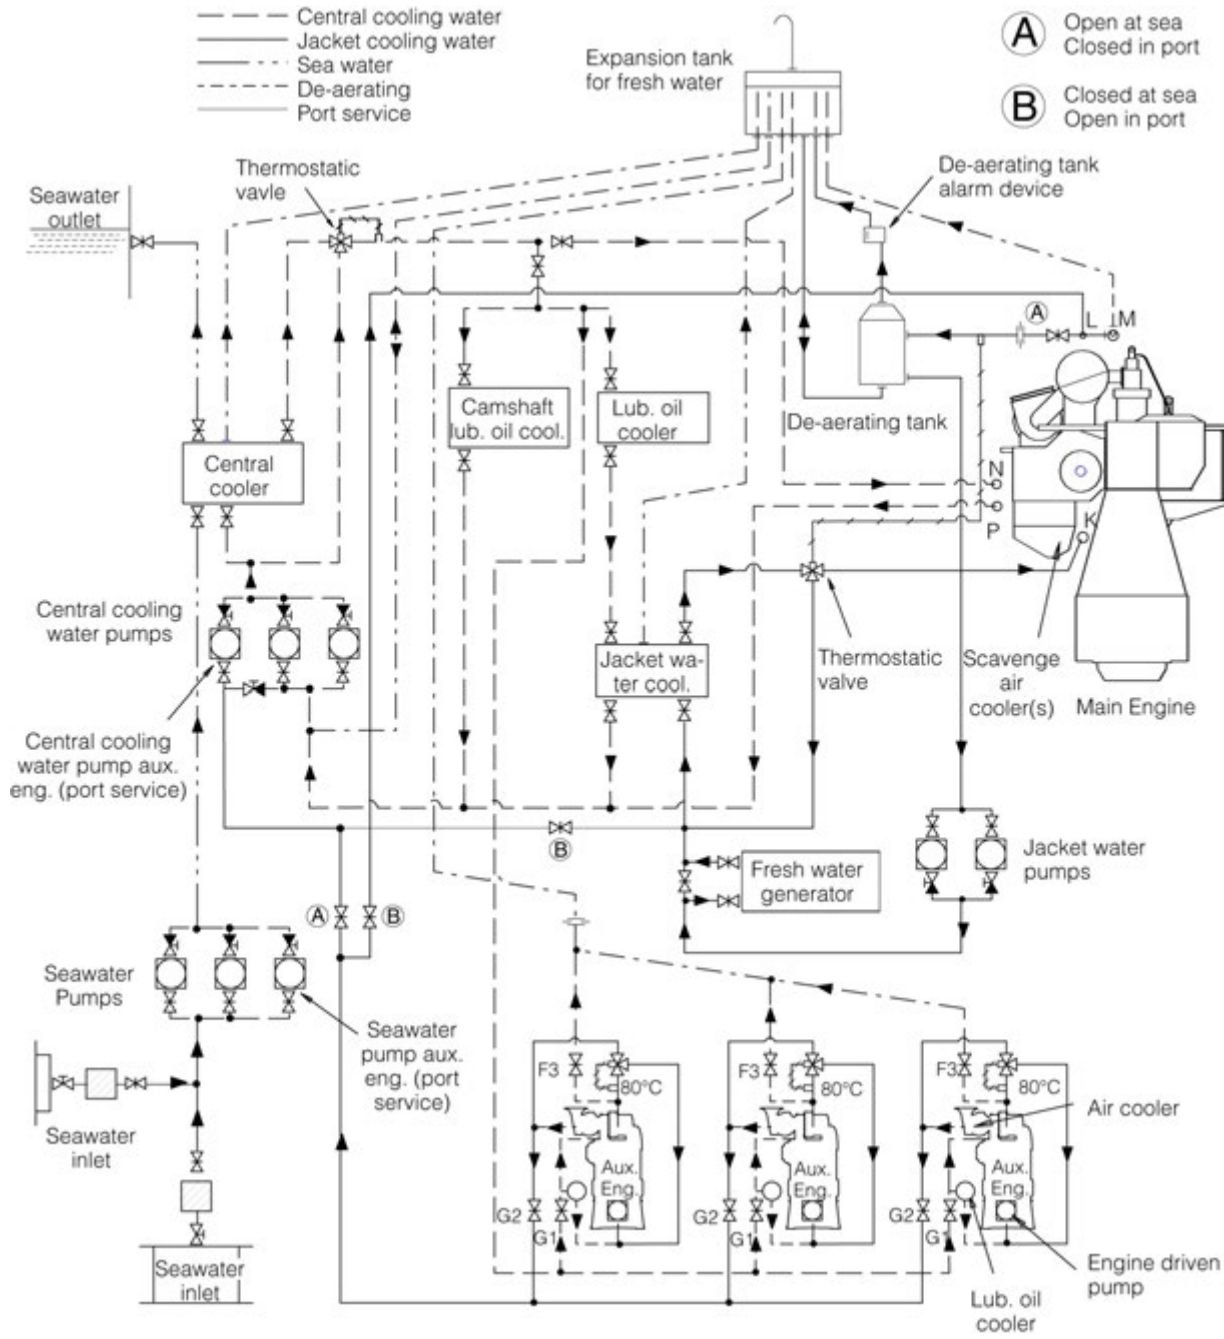 Central cooling water
Jacket cooling water
Sea water
De-aerating
Port service
Expansion tank
for fresh water
A
Open at sea
Closed in port
B
Closed at sea
Open in port
Thermostatic
vavle
Seawater
outlet
De-aerating tank
alarm device
A
L
M
Camshaft
lub. oil cool.
Lub. oil
cooler
De-aerating tank
Central
cooler
N
P
K
Central cooling
water pumps
Jacket wa-
ter cool.
Thermostatic
valve
Scavenge
air
cooler(s)
Main Engine
Central cooling
water pump aux.
eng. (port service)
B
Fresh water
generator
Jacket water
pumps
A
B
Seawater
Pumps
Seawater
pump aux.
eng. (port
service)
F3
80°C
F3
80°C
F3
80°C
Air cooler
Seawater
inlet
Aux.
Eng.
Aux.
Eng.
Aux.
Eng.
G2
G1
G2
G1
G2
G1
Seawater
inlet
Lub. oil
cooler
Engine driven
pump